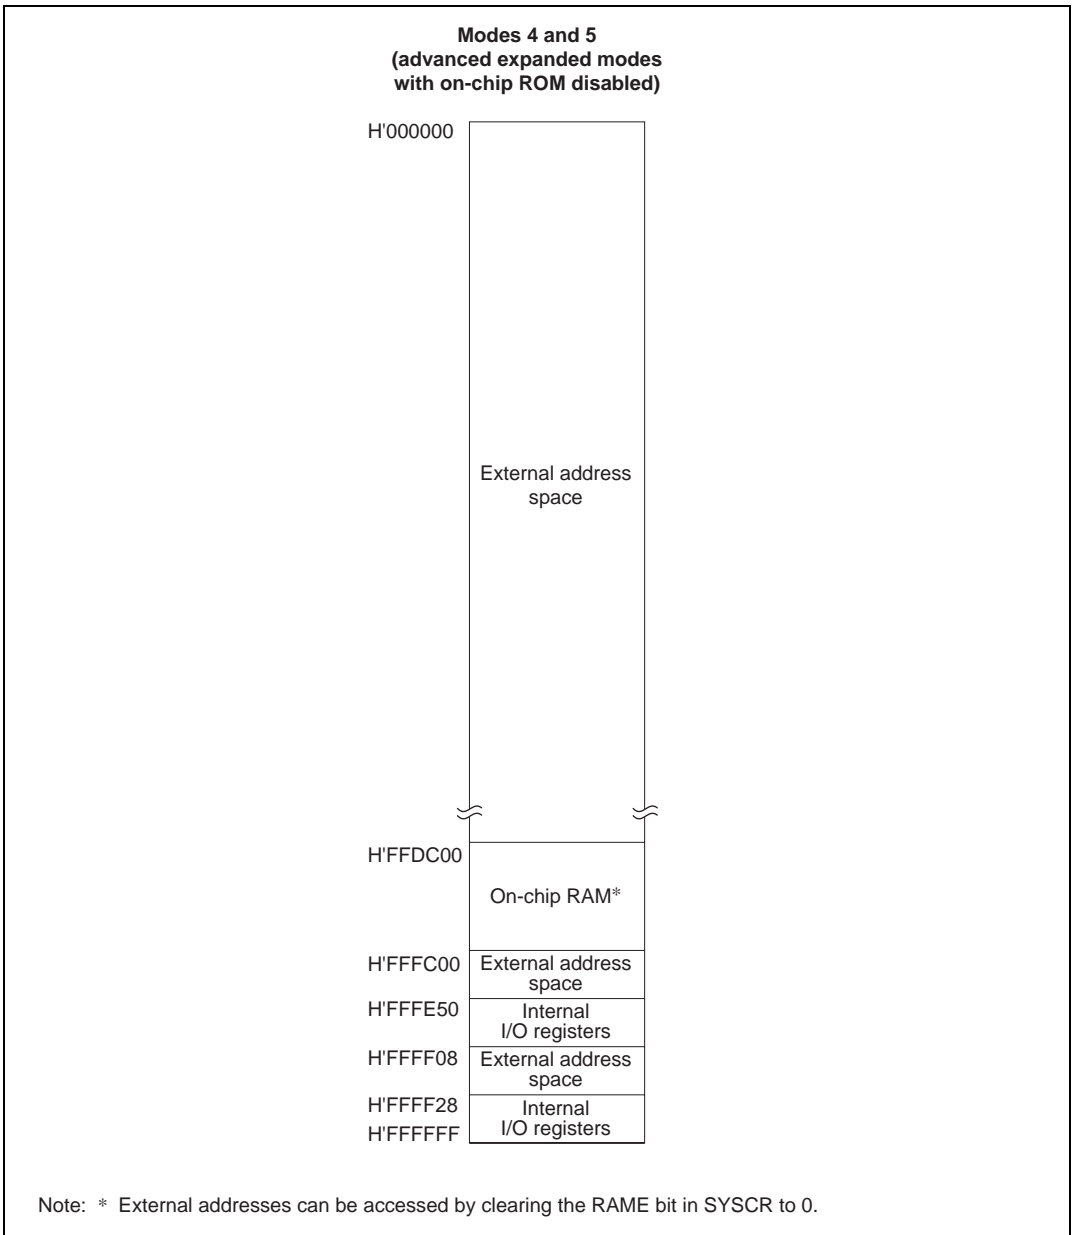 Modes 4 and 5
(advanced expanded modes
with on-chip ROM disabled)
H'000000
External address
space
H'FFDC00
On-chip RAM*
H'FFFC00
External address
space
H'FFFE50
Internal
I/O registers
H'FFFF08
External address
space
H'FFFF28
Internal
I/O registers
H'FFFFFF
Note: * External addresses can be accessed by clearing the RAME bit in SYSCR to 0.